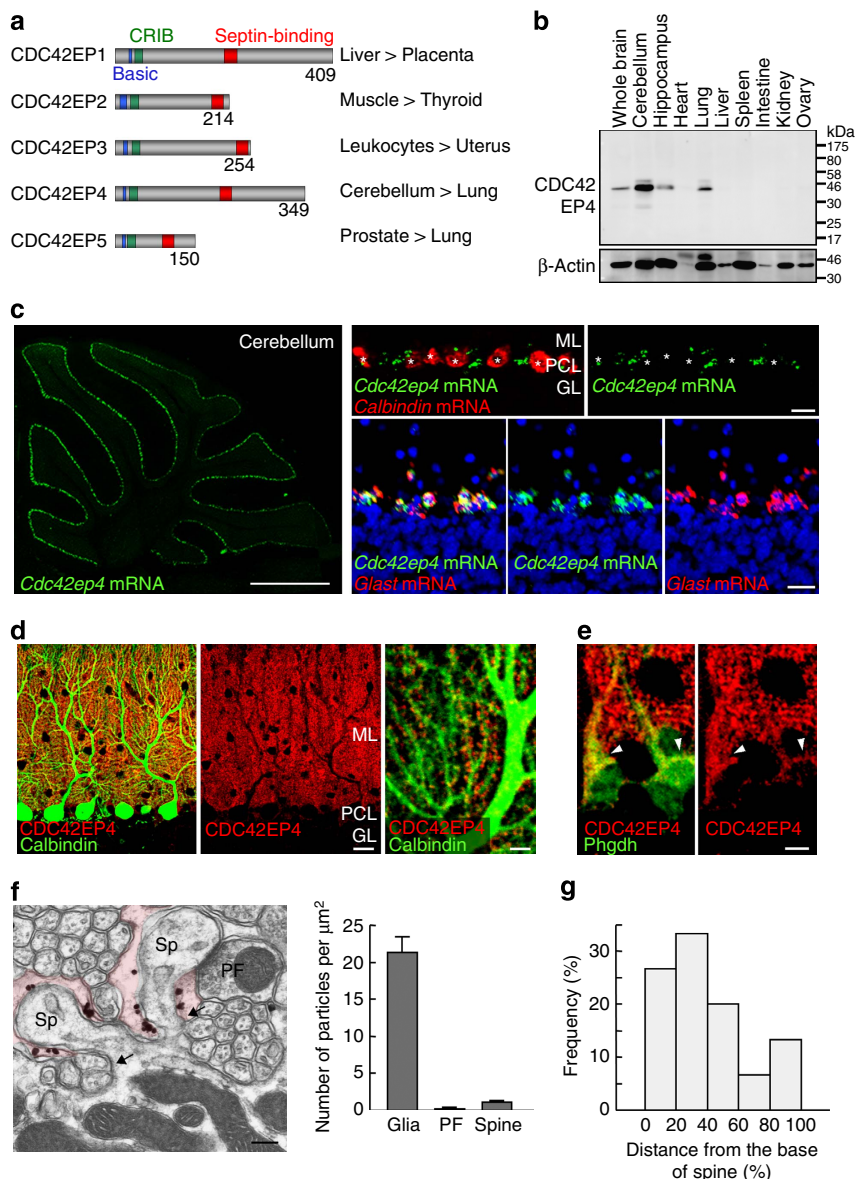 a
CRIB Septin-binding
CDC42EP1 Liver > Placenta
Basic 409
CDC42EP2 Muscle > Thyroid
214
CDC42EP3 Leukocytes > Uterus
254
CDC42EP4 Cerebellum > Lung
349
CDC42EP5 Prostate > Lung
150
b
Whole brain
Cerebellum
Hippocampus
Heart
Lung
Liver
Spleen
Intestine
Kidney
Ovary
kDa
175
80
58
46
30
25
17
CDC42
EP4
β-Actin
46
30
c
Cerebellum
Cdc42ep4 mRNA
ML
PCL
GL
Cdc42ep4 mRNA
Calbindin mRNA
Cdc42ep4 mRNA
Cdc42ep4 mRNA
Glast mRNA
Cdc42ep4 mRNA
Glast mRNA
d
CDC42EP4
Calbindin
CDC42EP4
ML
PCL
GL
CDC42EP4
Calbindin
e
CDC42EP4
Phgdh
CDC42EP4
f
Sp
PF
Sp
Number of particles per μm2
25
20
15
10
5
0
Glia PF Spine
g
Frequency (%)
30
20
10
0
0 20 40 60 80 100
Distance from the base
of spine (%)